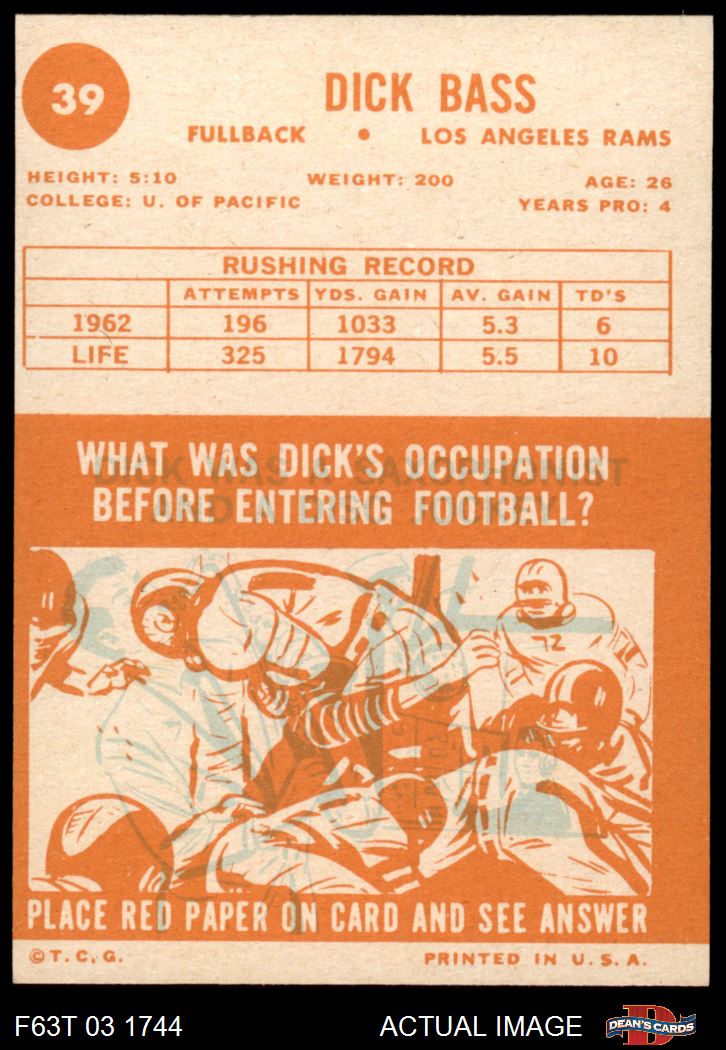 39
DICK BASS
FULLBACK • LOS ANGELES RAMS
HEIGHT: 5:10 WEIGHT: 200 AGE: 26
COLLEGE: U. OF PACIFIC YEARS PRO: 4
RUSHING RECORD
ATTEMPTS YDS. GAIN AV. GAIN TD'S
1962 196 1033 5.3 6
LIFE 325 1794 5.5 10
WHAT WAS DICK'S OCCUPATION
DICK WAS A SAXOPHONIST
BEFORE ENTERING FOOTBALL?
72
PLACE RED PAPER ON CARD AND SEE ANSWER
©T.C.G. PRINTED IN U.S.A.
F63T 03 1744 ACTUAL IMAGE D DEAN'S CARDS